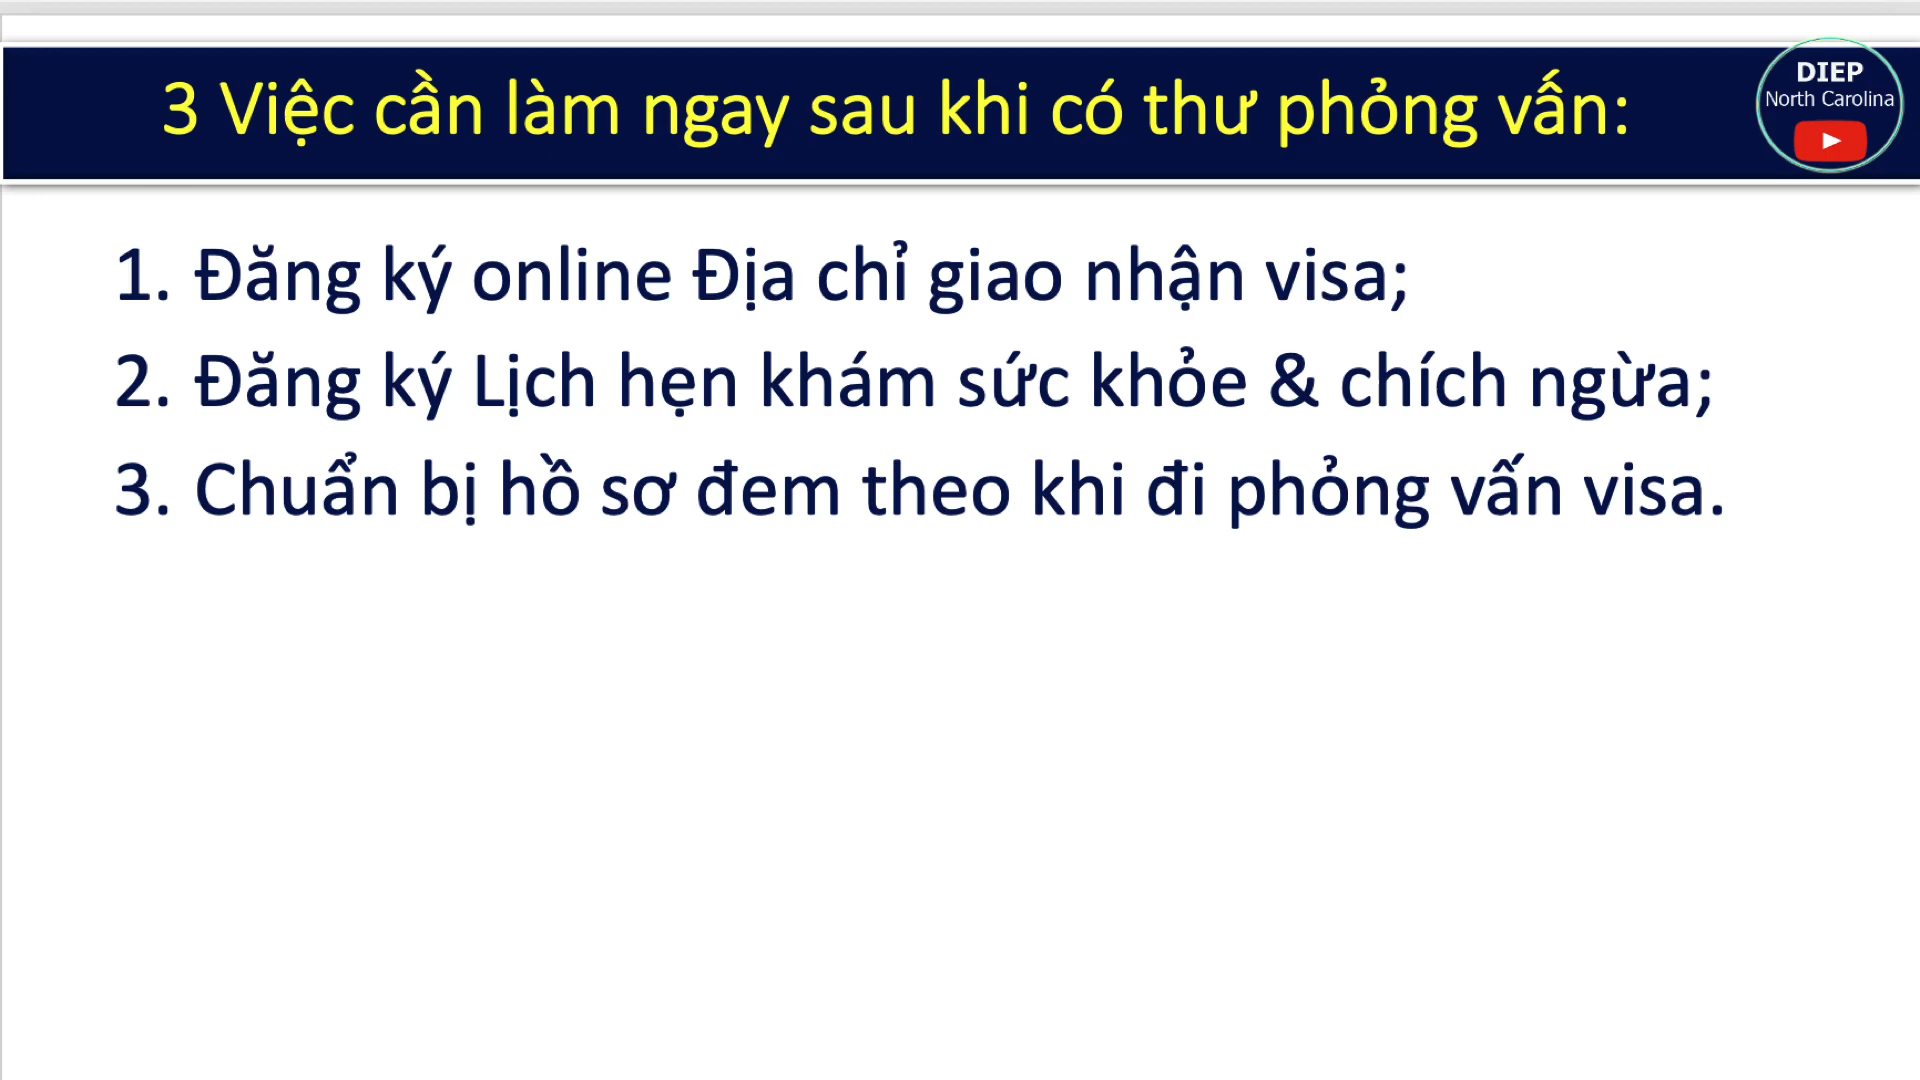 3 Việc cần làm ngay sau khi có thư phỏng vấn:
DIEP
North Carolina
1. Đăng ký online Địa chỉ giao nhận visa;
2. Đăng ký Lịch hẹn khám sức khỏe & chích ngừa;
3. Chuẩn bị hồ sơ đem theo khi đi phỏng vấn visa.